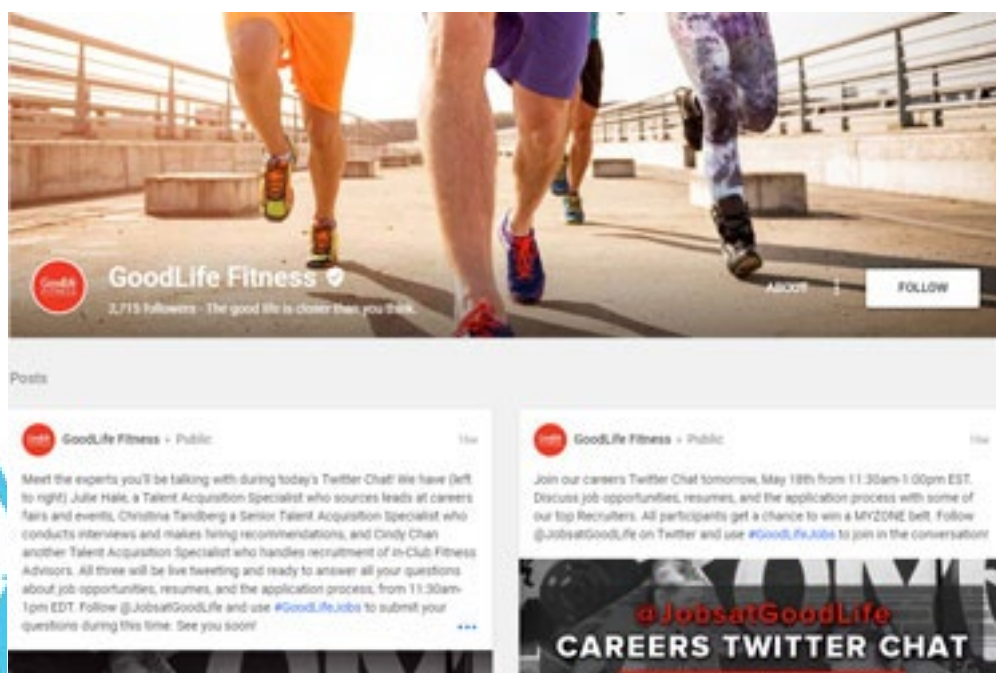 GoodLife Fitness
2,715 followers - The good life is closer than you think.
ABOUT
FOLLOW
Posts
GoodLife Fitness
GoodLife Fitness › Public
16w
Meet the experts you'll be talking with during today's Twitter Chat! We have (left
to right) Julie Hale, a Talent Acquisition Specialist who sources leads at careers
fairs and events, Christina Tandberg a Senior Talent Acquisition Specialist who
conducts interviews and makes hiring recommendations, and Cindy Chan
another Talent Acquisition Specialist who handles recruitment of in-Club Fitness
Advisors. All three will be live tweeting and ready to answer all your questions
about job opportunities, resumes, and the application process, from 11:30am-
1pm EDT. Follow @JobsatGoodLife and use #GoodLifeJobs to submit your
questions during this time. See you soon!
GoodLife Fitness › Public
16w
Join our careers Twitter Chat tomorrow, May 18th from 11:30am-1:00pm EST.
Discuss job opportunities, resumes, and the application process with some of
our top Recruiters. All participants get a chance to win a MYZONE belt. Follow
@JobsatGoodLife on Twitter and use #GoodLifeJobs to join in the conversation!
@JobsatGoodLife
CAREERS TWITTER CHAT